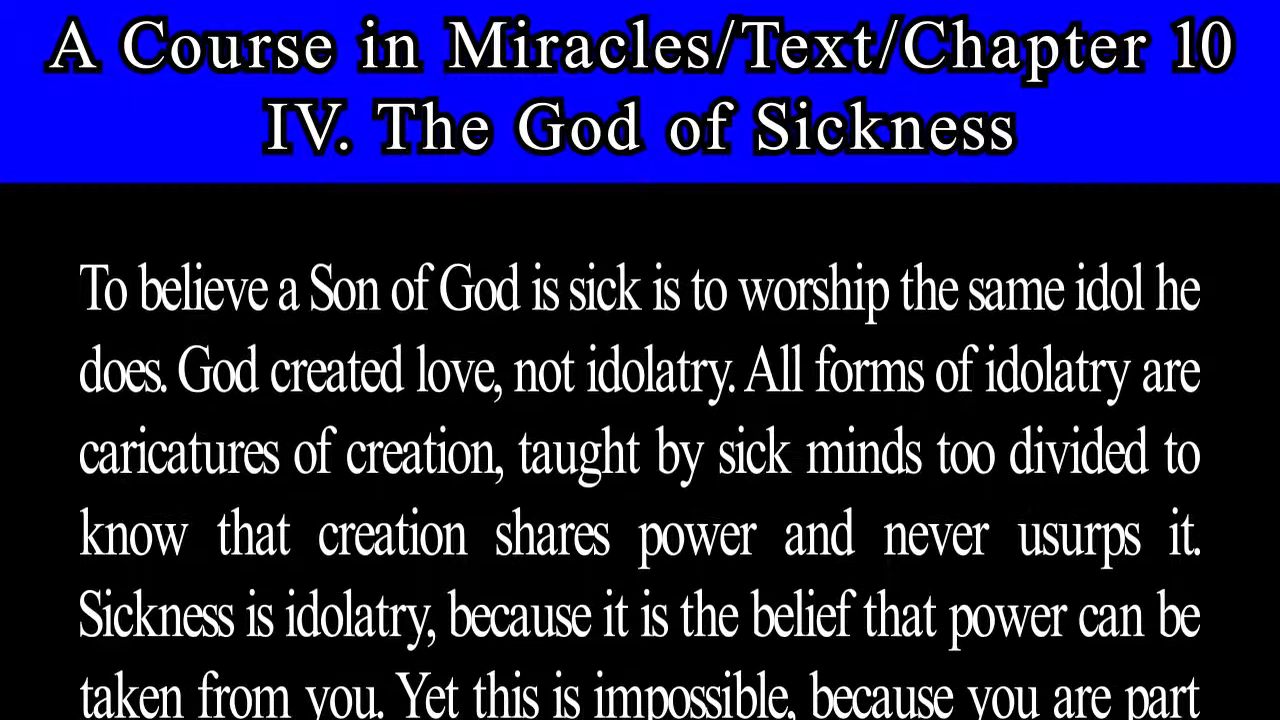 A Course in Miracles/Text/Chapter 10
IV. The God of Sickness
To believe a Son of God is sick is to worship the same idol he
does. God created love, not idolatry. All forms of idolatry are
caricatures of creation, taught by sick minds too divided to
know that creation shares power and never usurps it.
Sickness is idolatry, because it is the belief that power can be
taken from you. Yet this is impossible, because you are part